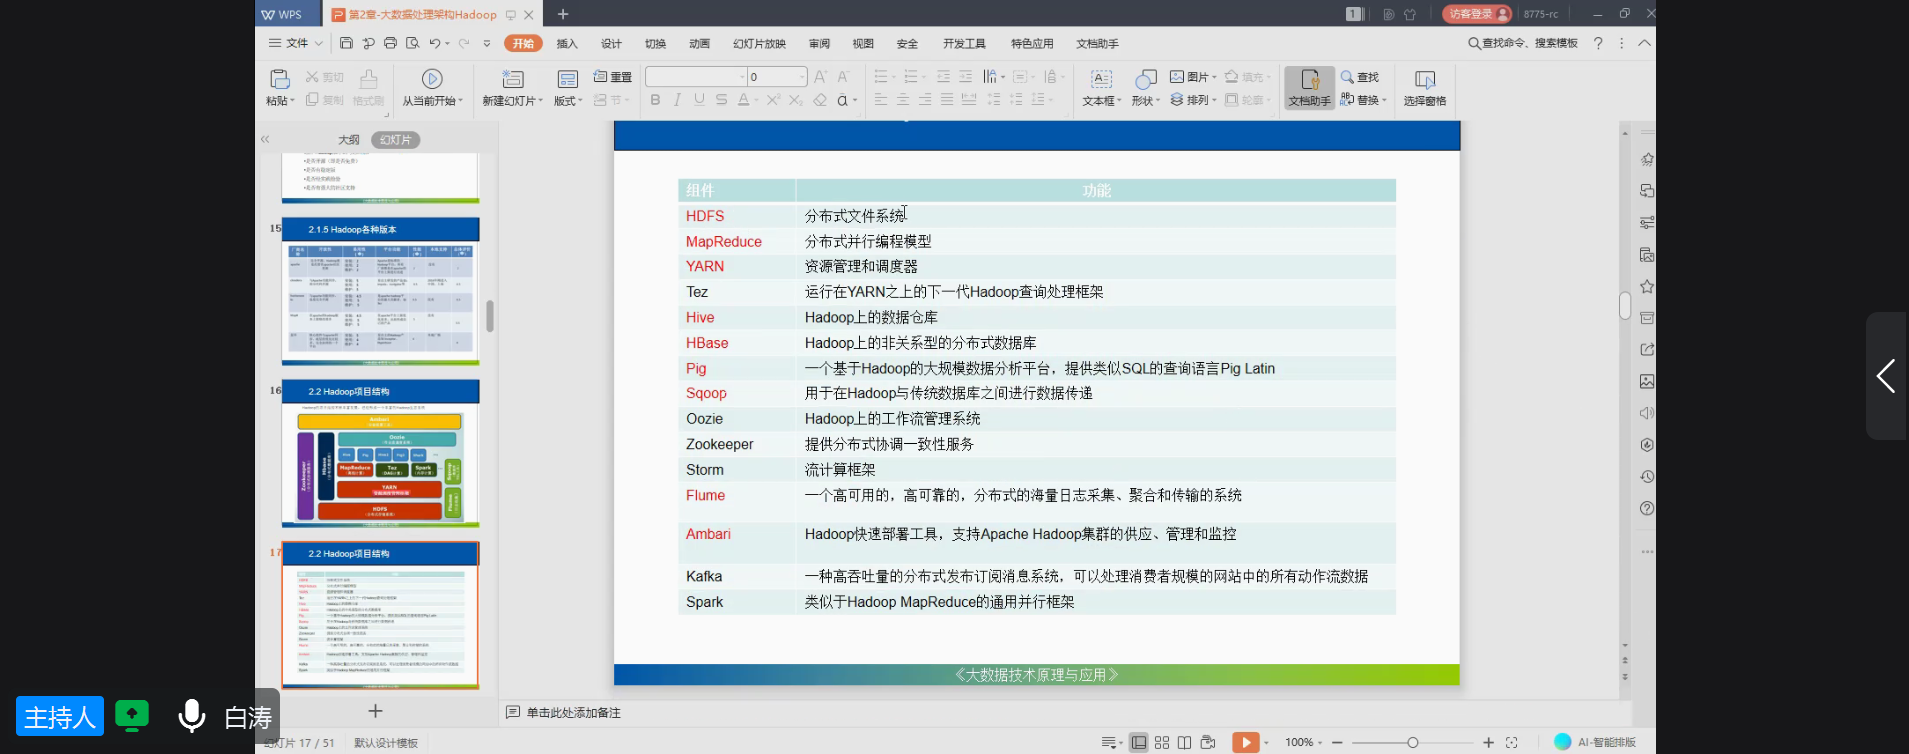 WPS
第2章-大数据处理架构Hadoop
访客登录
8775-rc
文件
开始
插入
设计
切换
动画
幻灯片放映
审阅
视图
安全
开发工具
特色应用
文档助手
查找命令、搜索模板
粘贴
剪切
复制
格式刷
从当前开始
新建幻灯片
版式
重置
节
0
文本框
形状
图片
填充
排列
轮廓
文档助手
查找
替换
选择窗格
大纲
幻灯片
15
2.1.5 Hadoop各种版本
16
2.2 Hadoop项目结构
Ambari
Oozie
Zookeeper
HBase
MapReduce
Tez
Spark
YARN
HDFS
Flume
17
2.2 Hadoop项目结构
组件 功能
HDFS 分布式文件系统
MapReduce 分布式并行编程模型
YARN 资源管理和调度器
Tez 运行在YARN之上的下一代Hadoop查询处理框架
Hive Hadoop上的数据仓库
HBase Hadoop上的非关系型的分布式数据库
Pig 一个基于Hadoop的大规模数据分析平台，提供类似SQL的查询语言Pig Latin
Sqoop 用于在Hadoop与传统数据库之间进行数据传递
Oozie Hadoop上的工作流管理系统
Zookeeper 提供分布式协调一致性服务
Storm 流计算框架
Flume 一个高可用的，高可靠的，分布式的海量日志采集、聚合和传输的系统
Ambari Hadoop快速部署工具，支持Apache Hadoop集群的供应、管理和监控
Kafka 一种高吞吐量的分布式发布订阅消息系统，可以处理消费者规模的网站中的所有动作流数据
Spark 类似于Hadoop MapReduce的通用并行框架
《大数据技术原理与应用》
单击此处添加备注
主持人
白涛
幻灯片 17 / 51
默认设计模板
100%
AI-智能排版